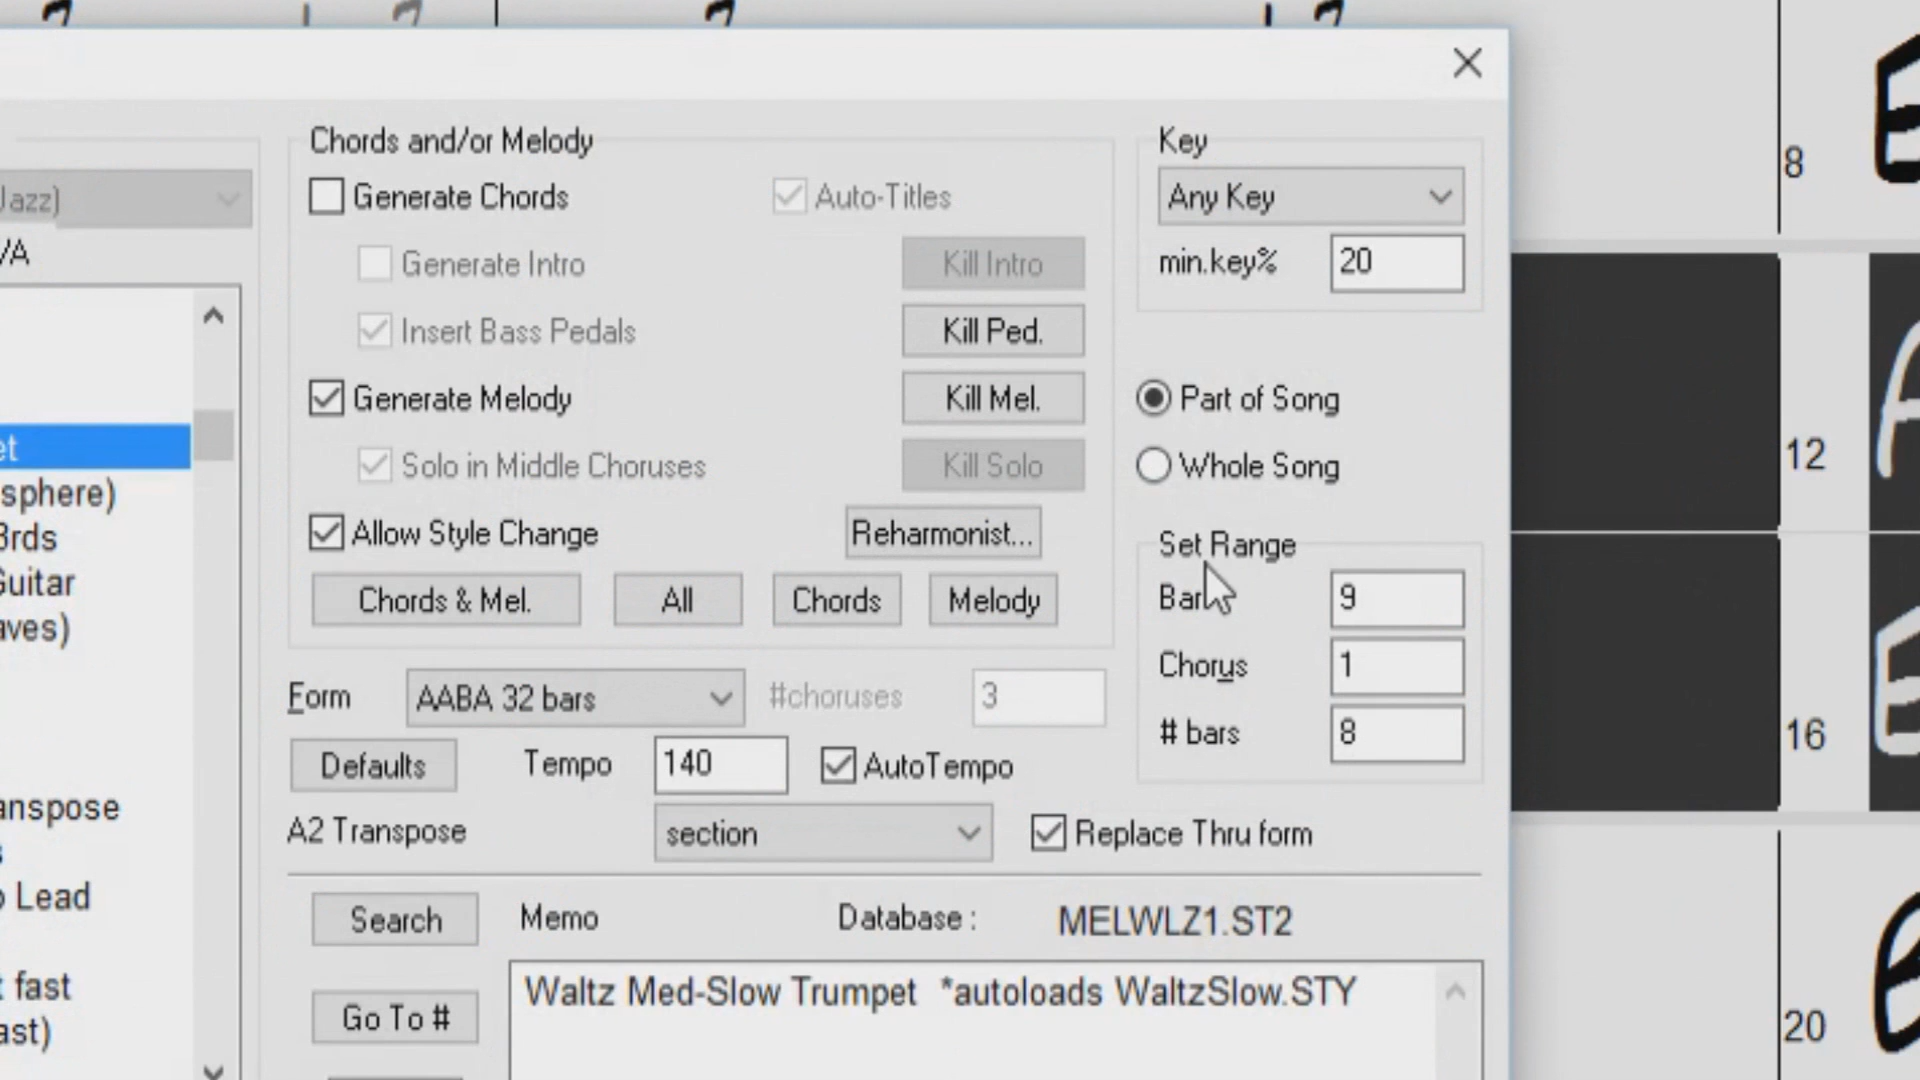 Jazz)
/A
et
sphere)
3rds
Guitar
aves)
anspose
s
o Lead
t fast
ast)
Chords and/or Melody
Generate Chords
Auto-Titles
Generate Intro
Kill Intro
Insert Bass Pedals
Kill Ped.
Generate Melody
Kill Mel.
Solo in Middle Choruses
Kill Solo
Allow Style Change
Reharmonist...
Chords & Mel.
All
Chords
Melody
Key
Any Key
min.key%
20
Part of Song
Whole Song
Set Range
Bar
9
Chorus
1
# bars
8
Form
AABA 32 bars
#choruses
3
Defaults
Tempo
140
AutoTempo
A2 Transpose
section
Replace Thru form
Search
Memo
Database :
MELWLZ1.ST2
Go To #
Waltz Med-Slow Trumpet *autoloads WaltzSlow.STY
8
12
16
20